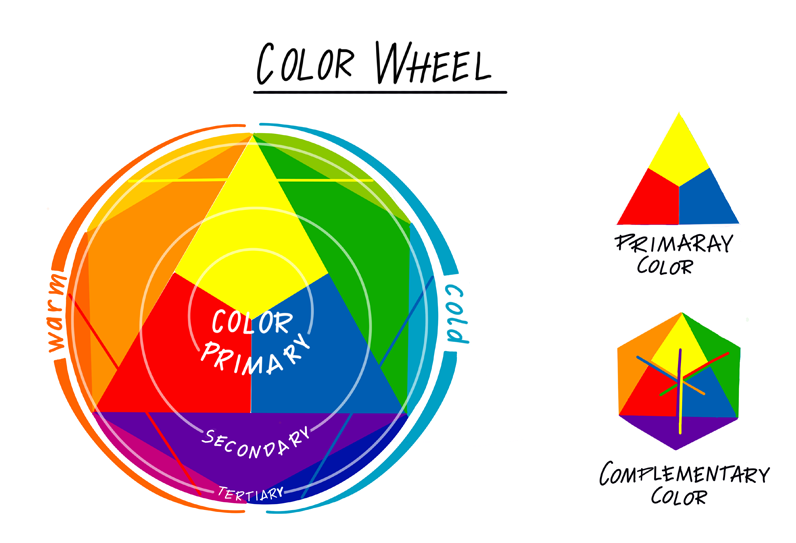 COLOR WHEEL
warm
COLOR
PRIMARY
SECONDARY
TERTIARY
cold
PRIMARAY
COLOR
COMPLEMENTARY
COLOR